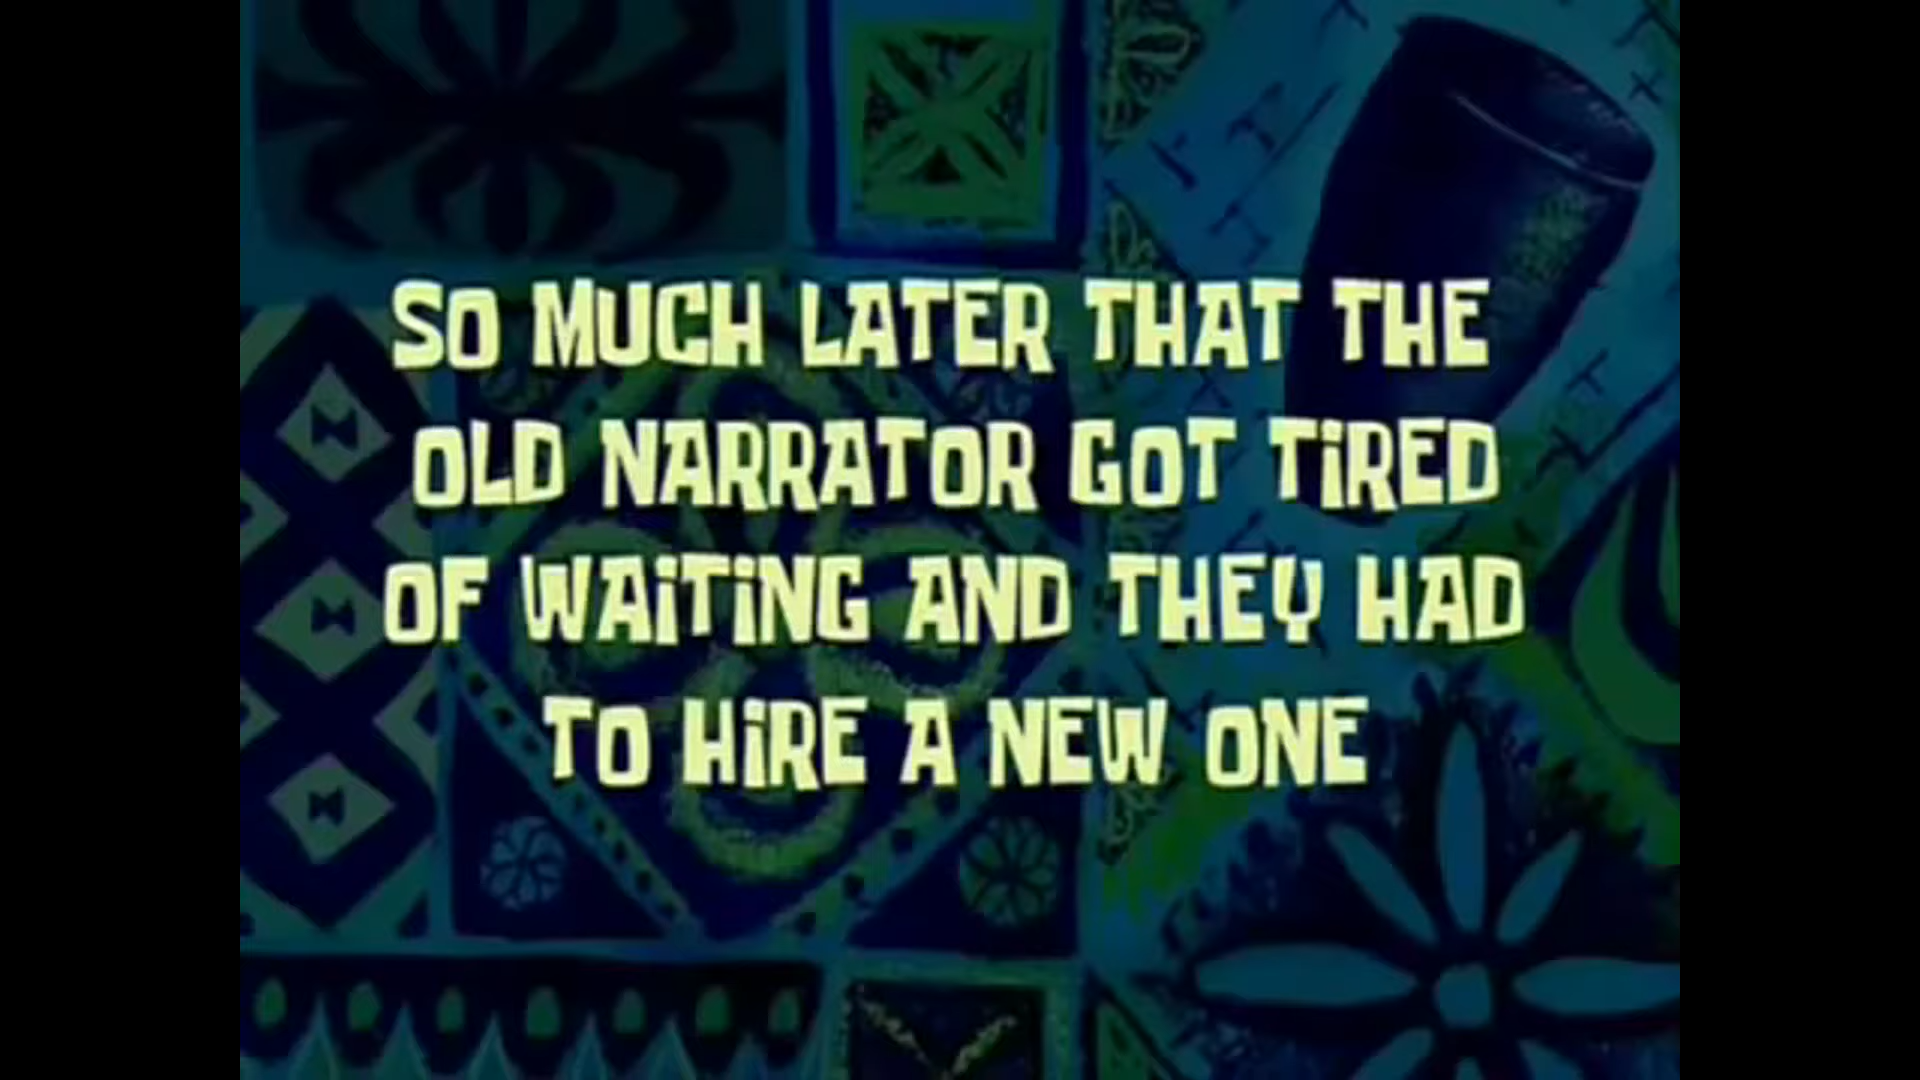 SO MUCH LATER THAT THE
OLD NARRATOR GOT TiRED
OF WAiTiNG AND THEY HAD
TO HiRE A NEW ONE